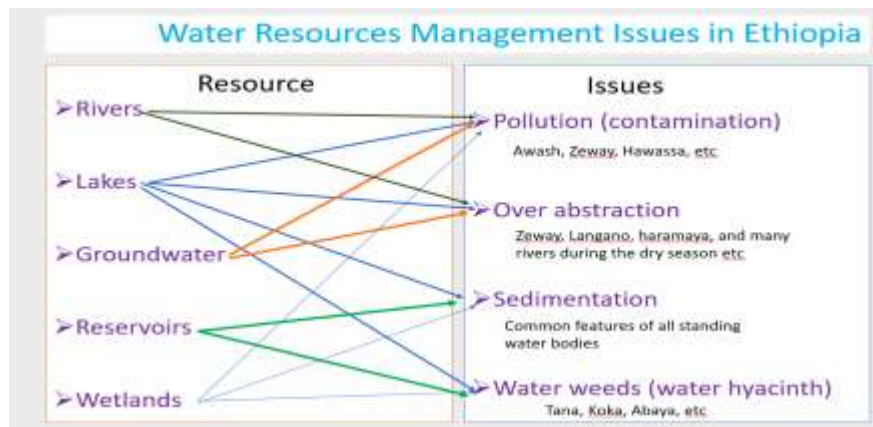 Water Resources Management Issues in Ethiopia
Resource
➢Rivers
➢Lakes
➢Groundwater
➢Reservoirs
➢Wetlands
Issues
➢Pollution (contamination)
Awash, Zeway, Hawassa, etc
➢Over abstraction
Zeway, Langano, haramaya, and many
rivers during the dry season etc
➢Sedimentation
Common features of all standing
water bodies
➢Water weeds (water hyacinth)
Tana, Koka, Abaya, etc